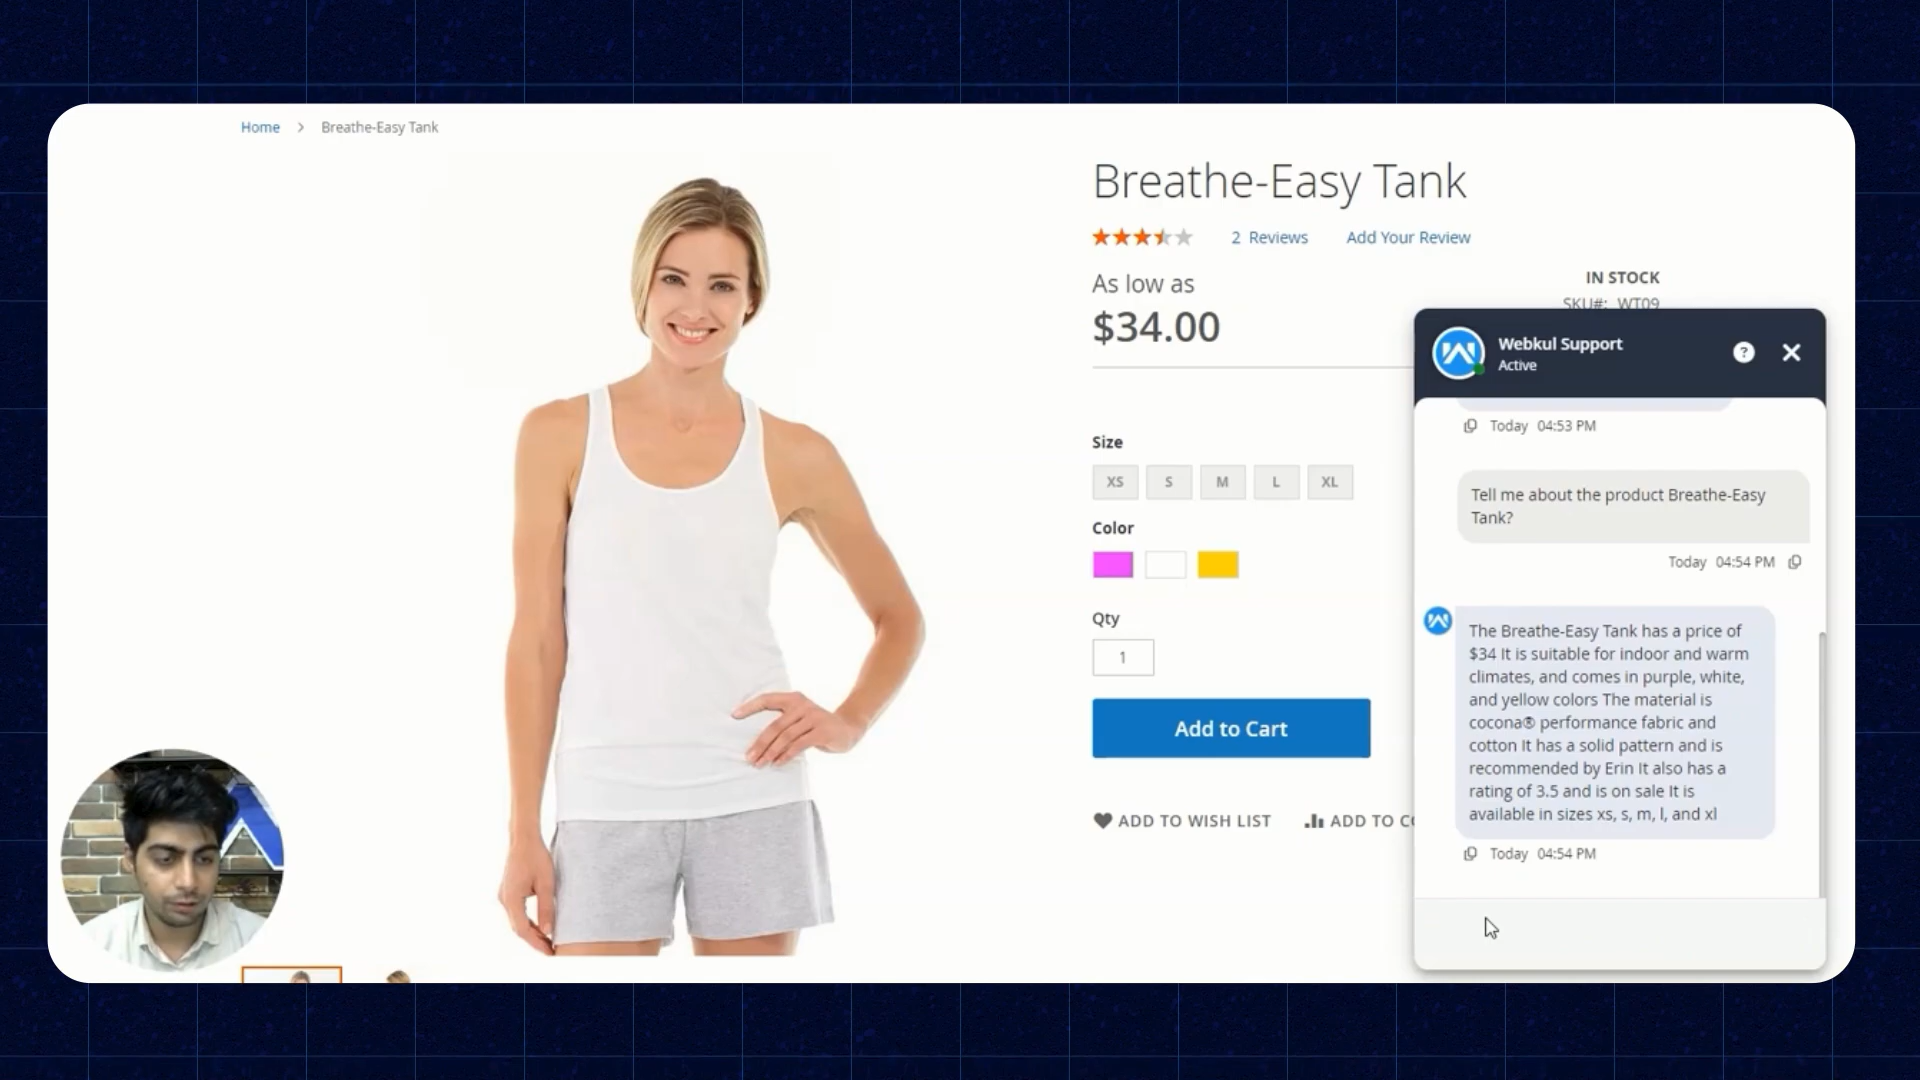 Home > Breathe-Easy Tank
Breathe-Easy Tank
2 Reviews Add Your Review
As low as
$34.00
IN STOCK
SKU#: WT09
Size
XS S M L XL
Color
Qty
1
Add to Cart
ADD TO WISH LIST
ADD TO CO
Webkul Support
Active
?
Today 04:53 PM
Tell me about the product Breathe-Easy
Tank?
Today 04:54 PM
The Breathe-Easy Tank has a price of
$34 It is suitable for indoor and warm
climates, and comes in purple, white,
and yellow colors The material is
cocona® performance fabric and
cotton It has a solid pattern and is
recommended by Erin It also has a
rating of 3.5 and is on sale It is
available in sizes xs, s, m, l, and xl
Today 04:54 PM